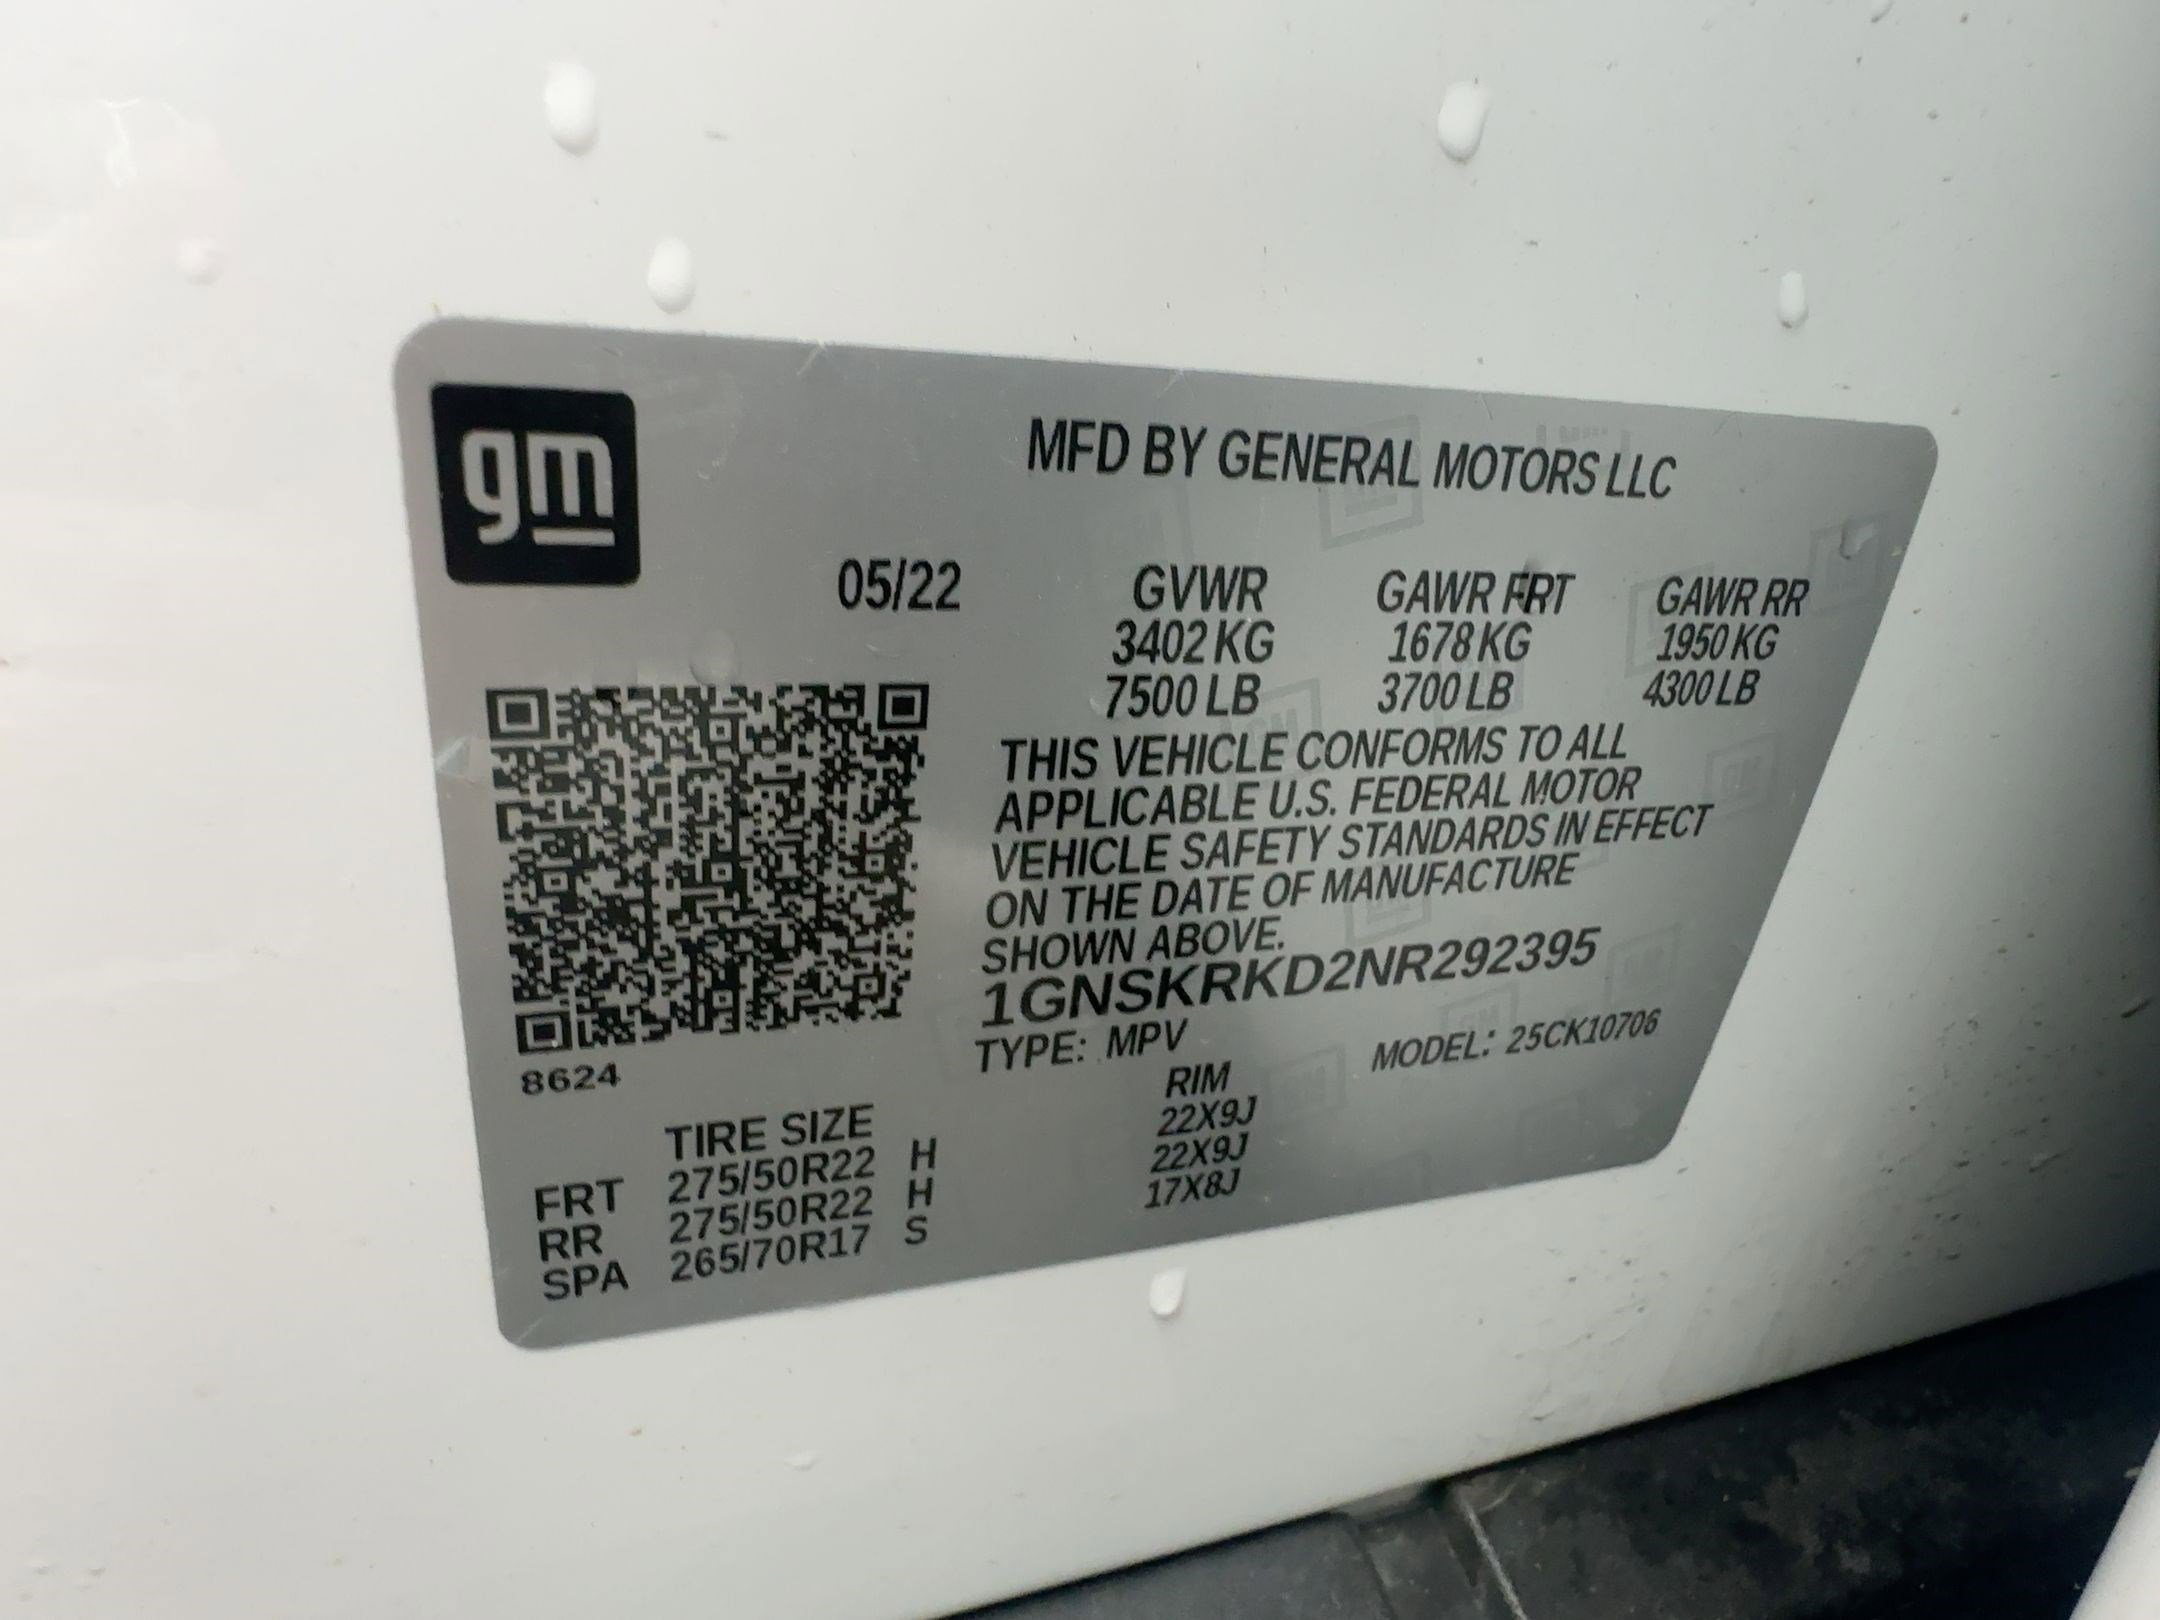 gm
MFD BY GENERAL MOTORS LLC
05/22 GVWR GAWR FRT GAWR RR
3402 KG 1678 KG 1950 KG
7500 LB 3700 LB 4300 LB
THIS VEHICLE CONFORMS TO ALL
APPLICABLE U.S. FEDERAL MOTOR
VEHICLE SAFETY STANDARDS IN EFFECT
ON THE DATE OF MANUFACTURE
SHOWN ABOVE.
1GNSKRKD2NR292395
TYPE: MPV MODEL: 25CK10706
8624
TIRE SIZE RIM
FRT 275/50R22 H 22X9J
RR 275/50R22 H 22X9J
SPA 265/70R17 S 17X8J